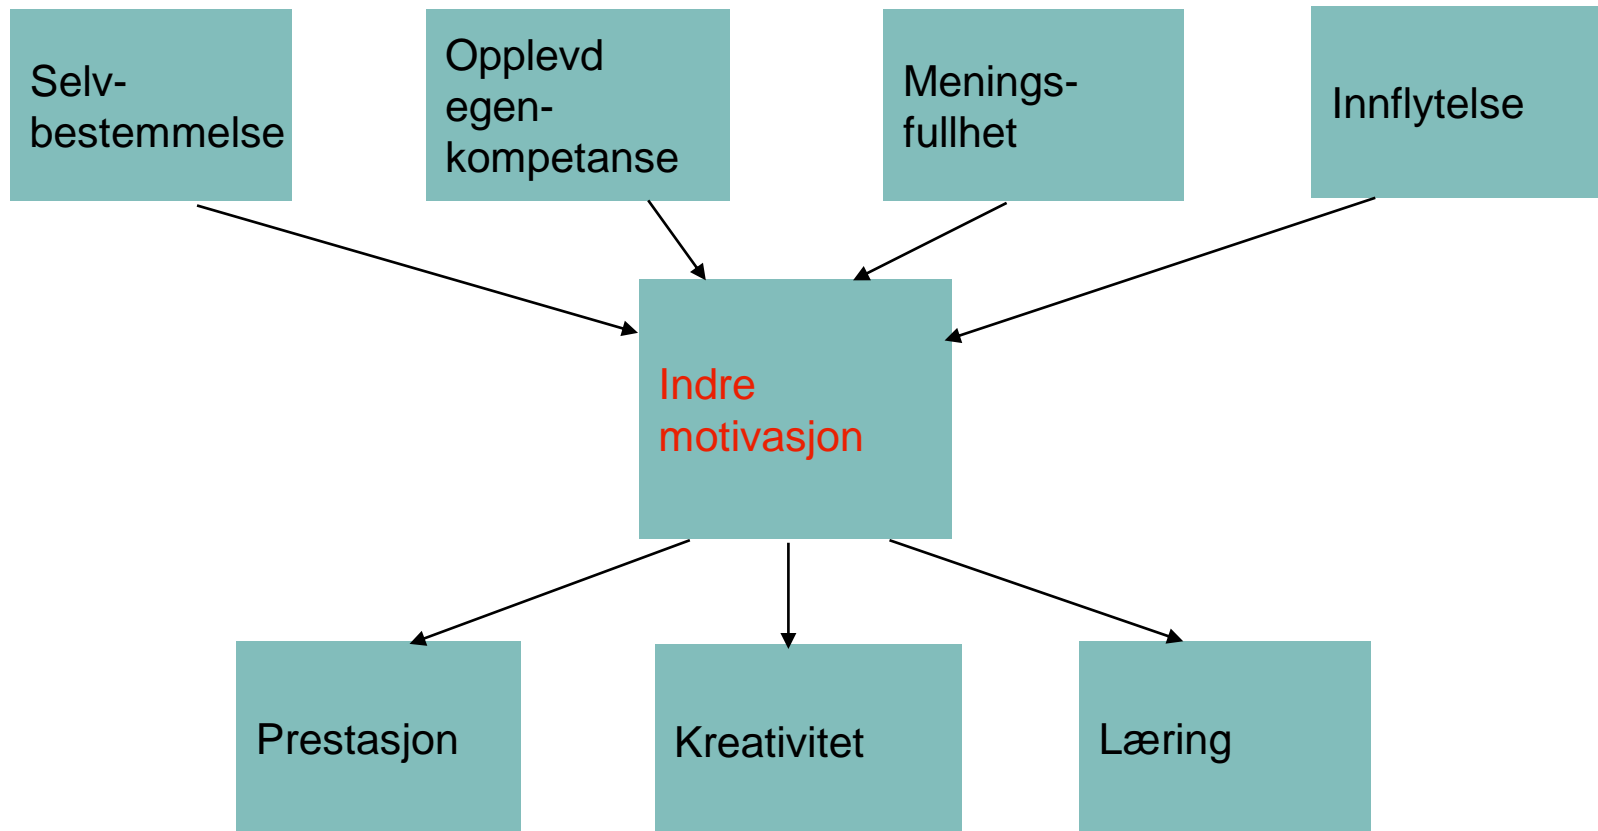 Selv-
bestemmelse
Opplevd
egen-
kompetanse
Menings-
fullhet
Innflytelse
Indre
motivasjon
Prestasjon
Kreativitet
Læring